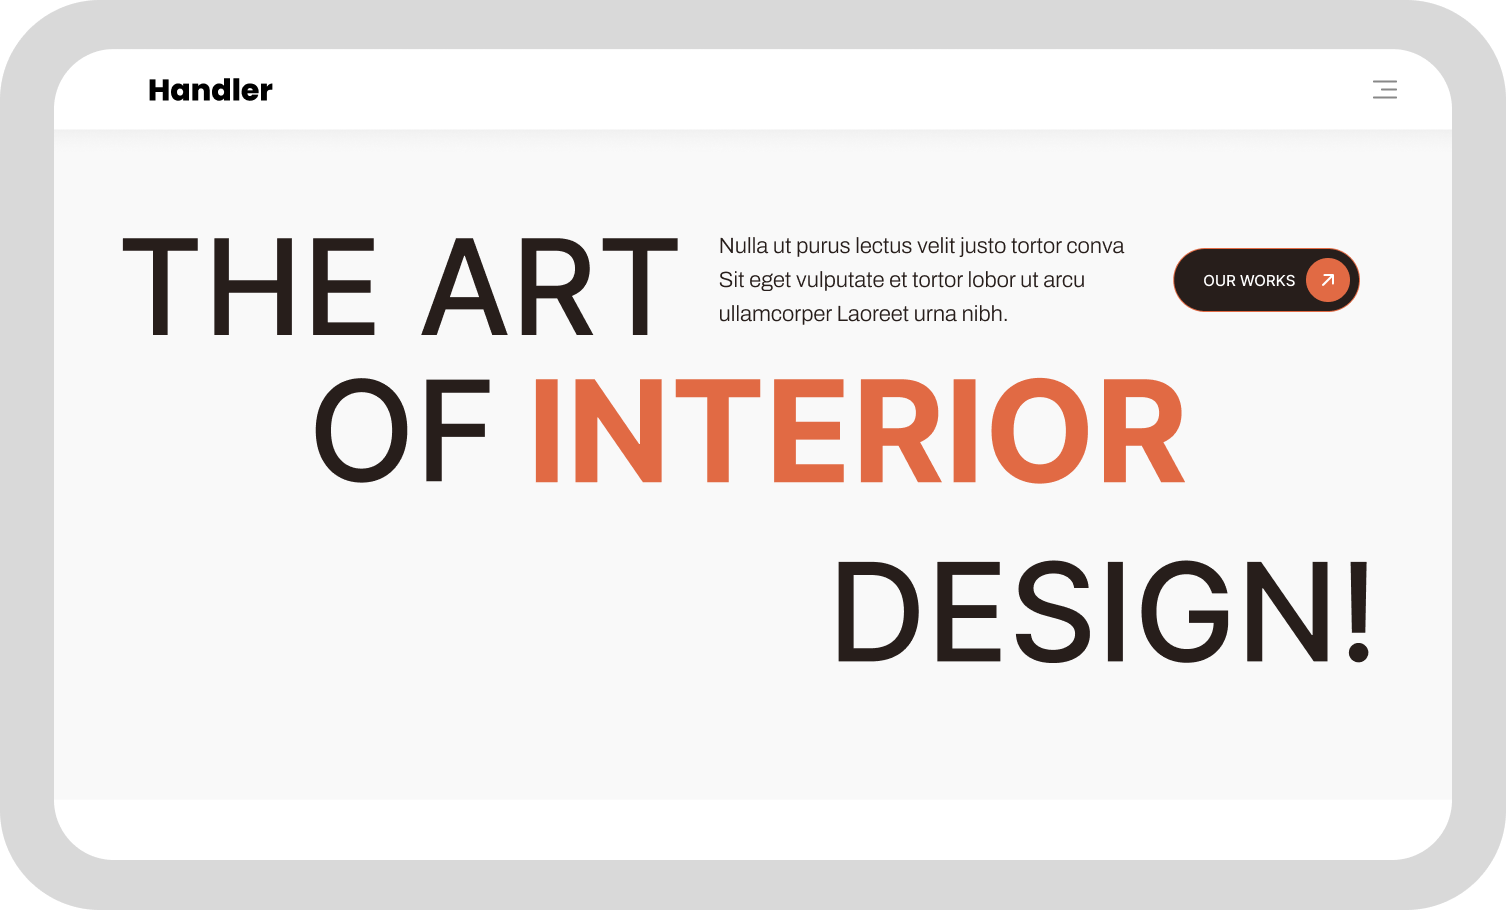 Handler
THE ART
Nulla ut purus lectus velit justo tortor conva
Sit eget vulputate et tortor lobor ut arcu
ullamcorper Laoreet urna nibh.
OUR WORKS
OF INTERIOR
DESIGN!